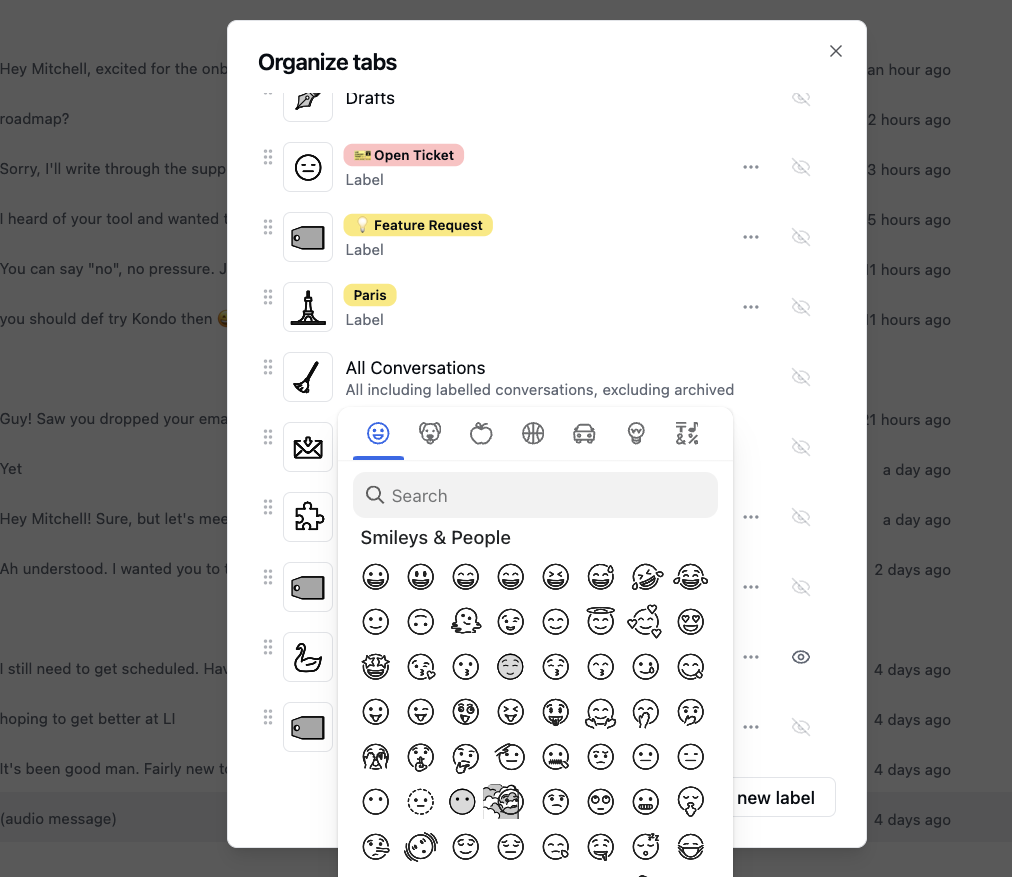 Organize tabs
Hey Mitchell, excited for the onb
an hour ago
Drafts
roadmap?
2 hours ago
Open Ticket
Label
Sorry, I'll write through the supp
3 hours ago
I heard of your tool and wanted t
5 hours ago
Feature Request
Label
You can say "no", no pressure. J
11 hours ago
Paris
Label
you should def try Kondo then
11 hours ago
All Conversations
All including labelled conversations, excluding archived
Guy! Saw you dropped your ema
21 hours ago
Yet
a day ago
Search
Hey Mitchell! Sure, but let's mee
a day ago
Smileys & People
Ah understood. I wanted you to t
2 days ago
I still need to get scheduled. Hav
4 days ago
hoping to get better at LI
4 days ago
It's been good man. Fairly new to
4 days ago
new label
(audio message)
4 days ago